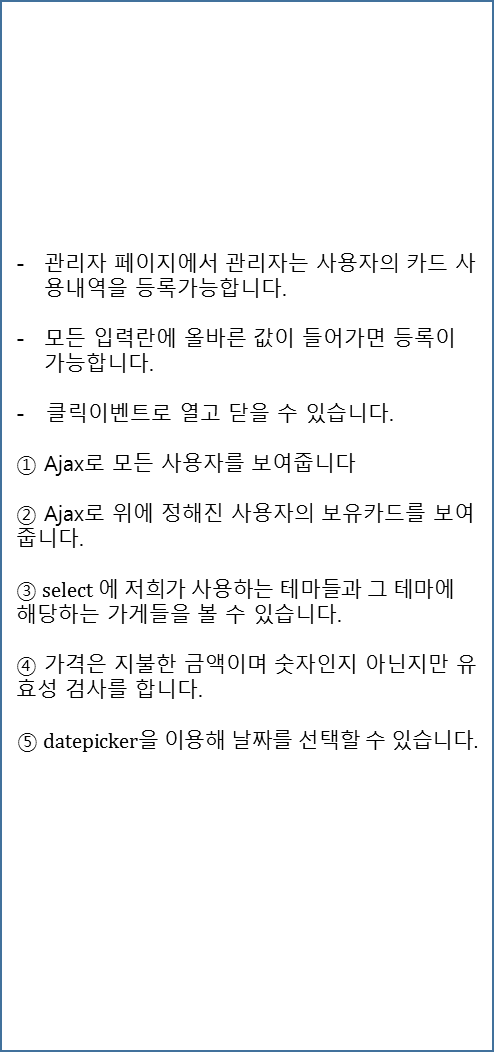 - 관리자 페이지에서 관리자는 사용자의 카드 사
용내역을 등록가능합니다.
- 모든 입력란에 올바른 값이 들어가면 등록이
가능합니다.
- 클릭이벤트로 열고 닫을 수 있습니다.
① Ajax로 모든 사용자를 보여줍니다
② Ajax로 위에 정해진 사용자의 보유카드를 보여
줍니다.
③ select 에 저희가 사용하는 테마들과 그 테마에
해당하는 가게들을 볼 수 있습니다.
④ 가격은 지불한 금액이며 숫자인지 아닌지만 유
효성 검사를 합니다.
⑤ datepicker을 이용해 날짜를 선택할 수 있습니다.